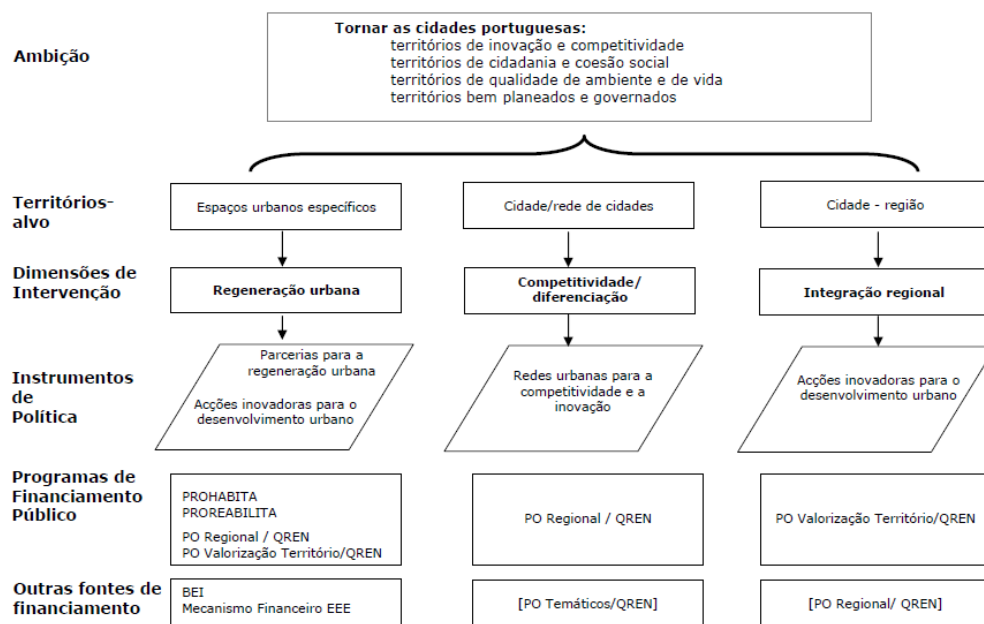 Ambição
Tornar as cidades portuguesas:
territórios de inovação e competitividade
territórios de cidadania e coesão social
territórios de qualidade de ambiente e de vida
territórios bem planeados e governados
Territórios-
alvo
Espaços urbanos específicos
Cidade/rede de cidades
Cidade - região
Dimensões de
Intervenção
Regeneração urbana
Competitividade/
diferenciação
Integração regional
Instrumentos
de
Política
Parcerias para a
regeneração urbana
Acções inovadoras para o
desenvolvimento urbano
Redes urbanas para a
competitividade e a
inovação
Acções inovadoras para o
desenvolvimento urbano
Programas de
Financiamento
Público
PROHABITA
PROREABILITA
PO Regional / QREN
PO Valorização Território/QREN
PO Regional / QREN
PO Valorização Território/QREN
Outras fontes de
financiamento
BEI
Mecanismo Financeiro EEE
[PO Temáticos/QREN]
[PO Regional/ QREN]